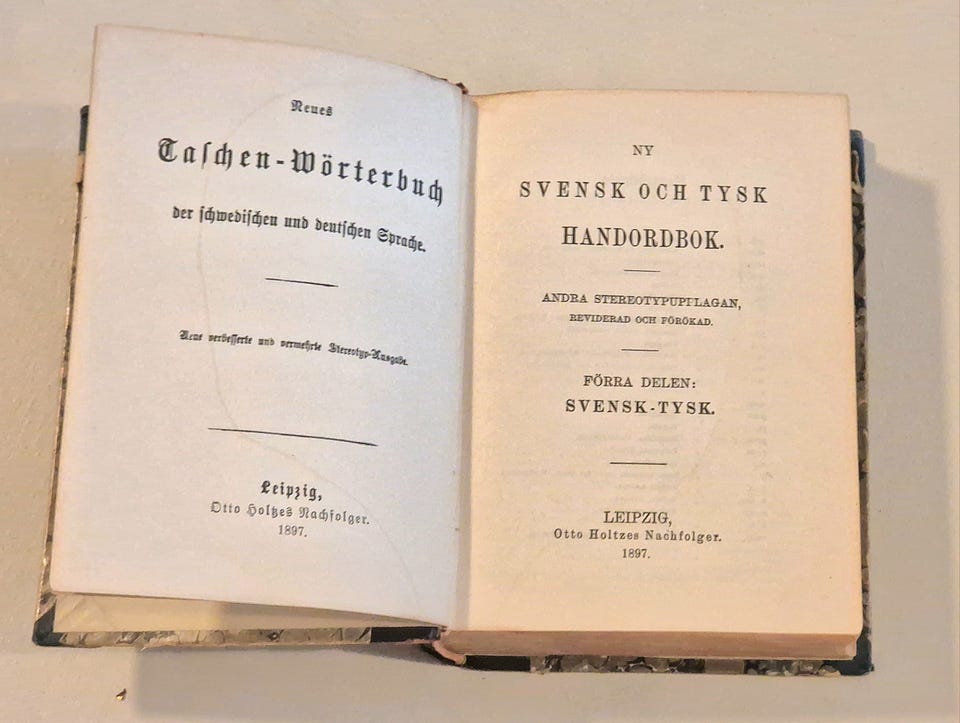 Neues
Taschen-Wörterbuch
der schwedischen und deutschen Sprache.
Neue verbesserte und vermehrte Stereotyp-Ausgabe.
Leipzig,
Otto Holtzes Nachfolger.
1897.
NY
SVENSK OCH TYSK
HANDORDBOK.
ANDRA STEREOTYPUPPLAGAN,
REVIDERAD OCH FÖRÖKAD.
FÖRRA DELEN:
SVENSK-TYSK.
LEIPZIG,
Otto Holtzes Nachfolger.
1897.